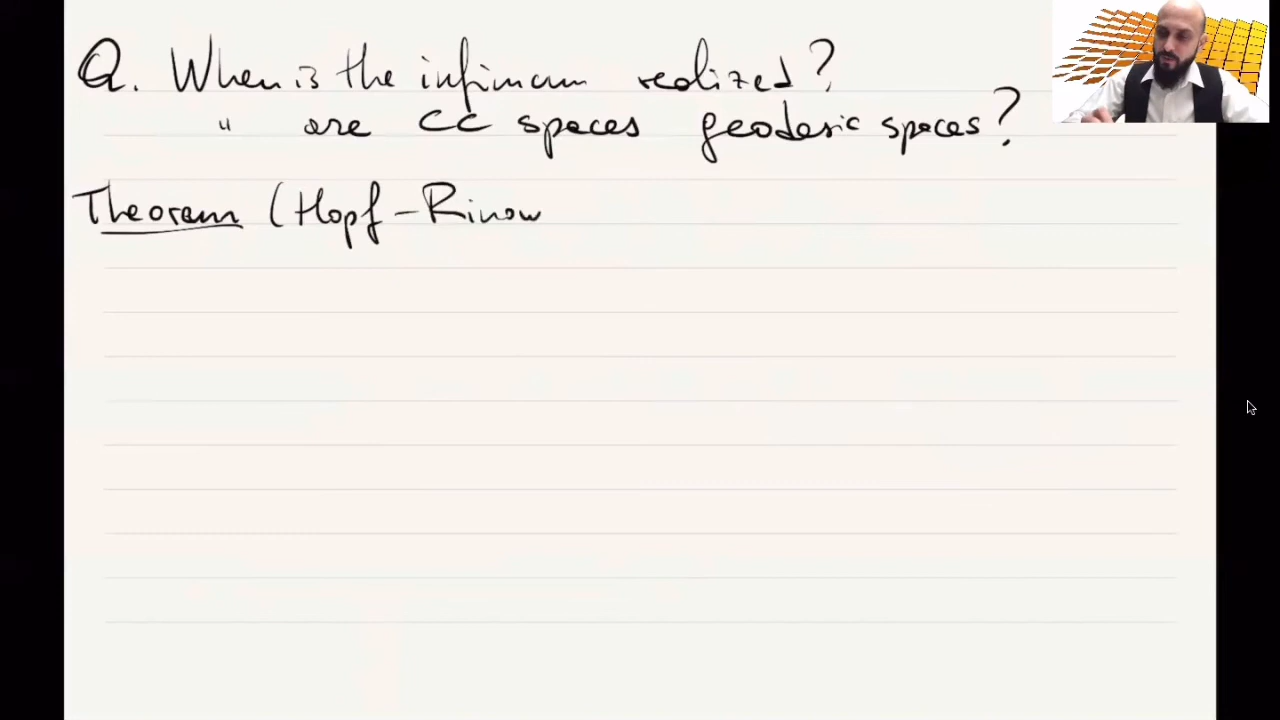 Q. When is the infimum realized?
" are CC spaces geodesic spaces?
Theorem (Hopf-Rinow